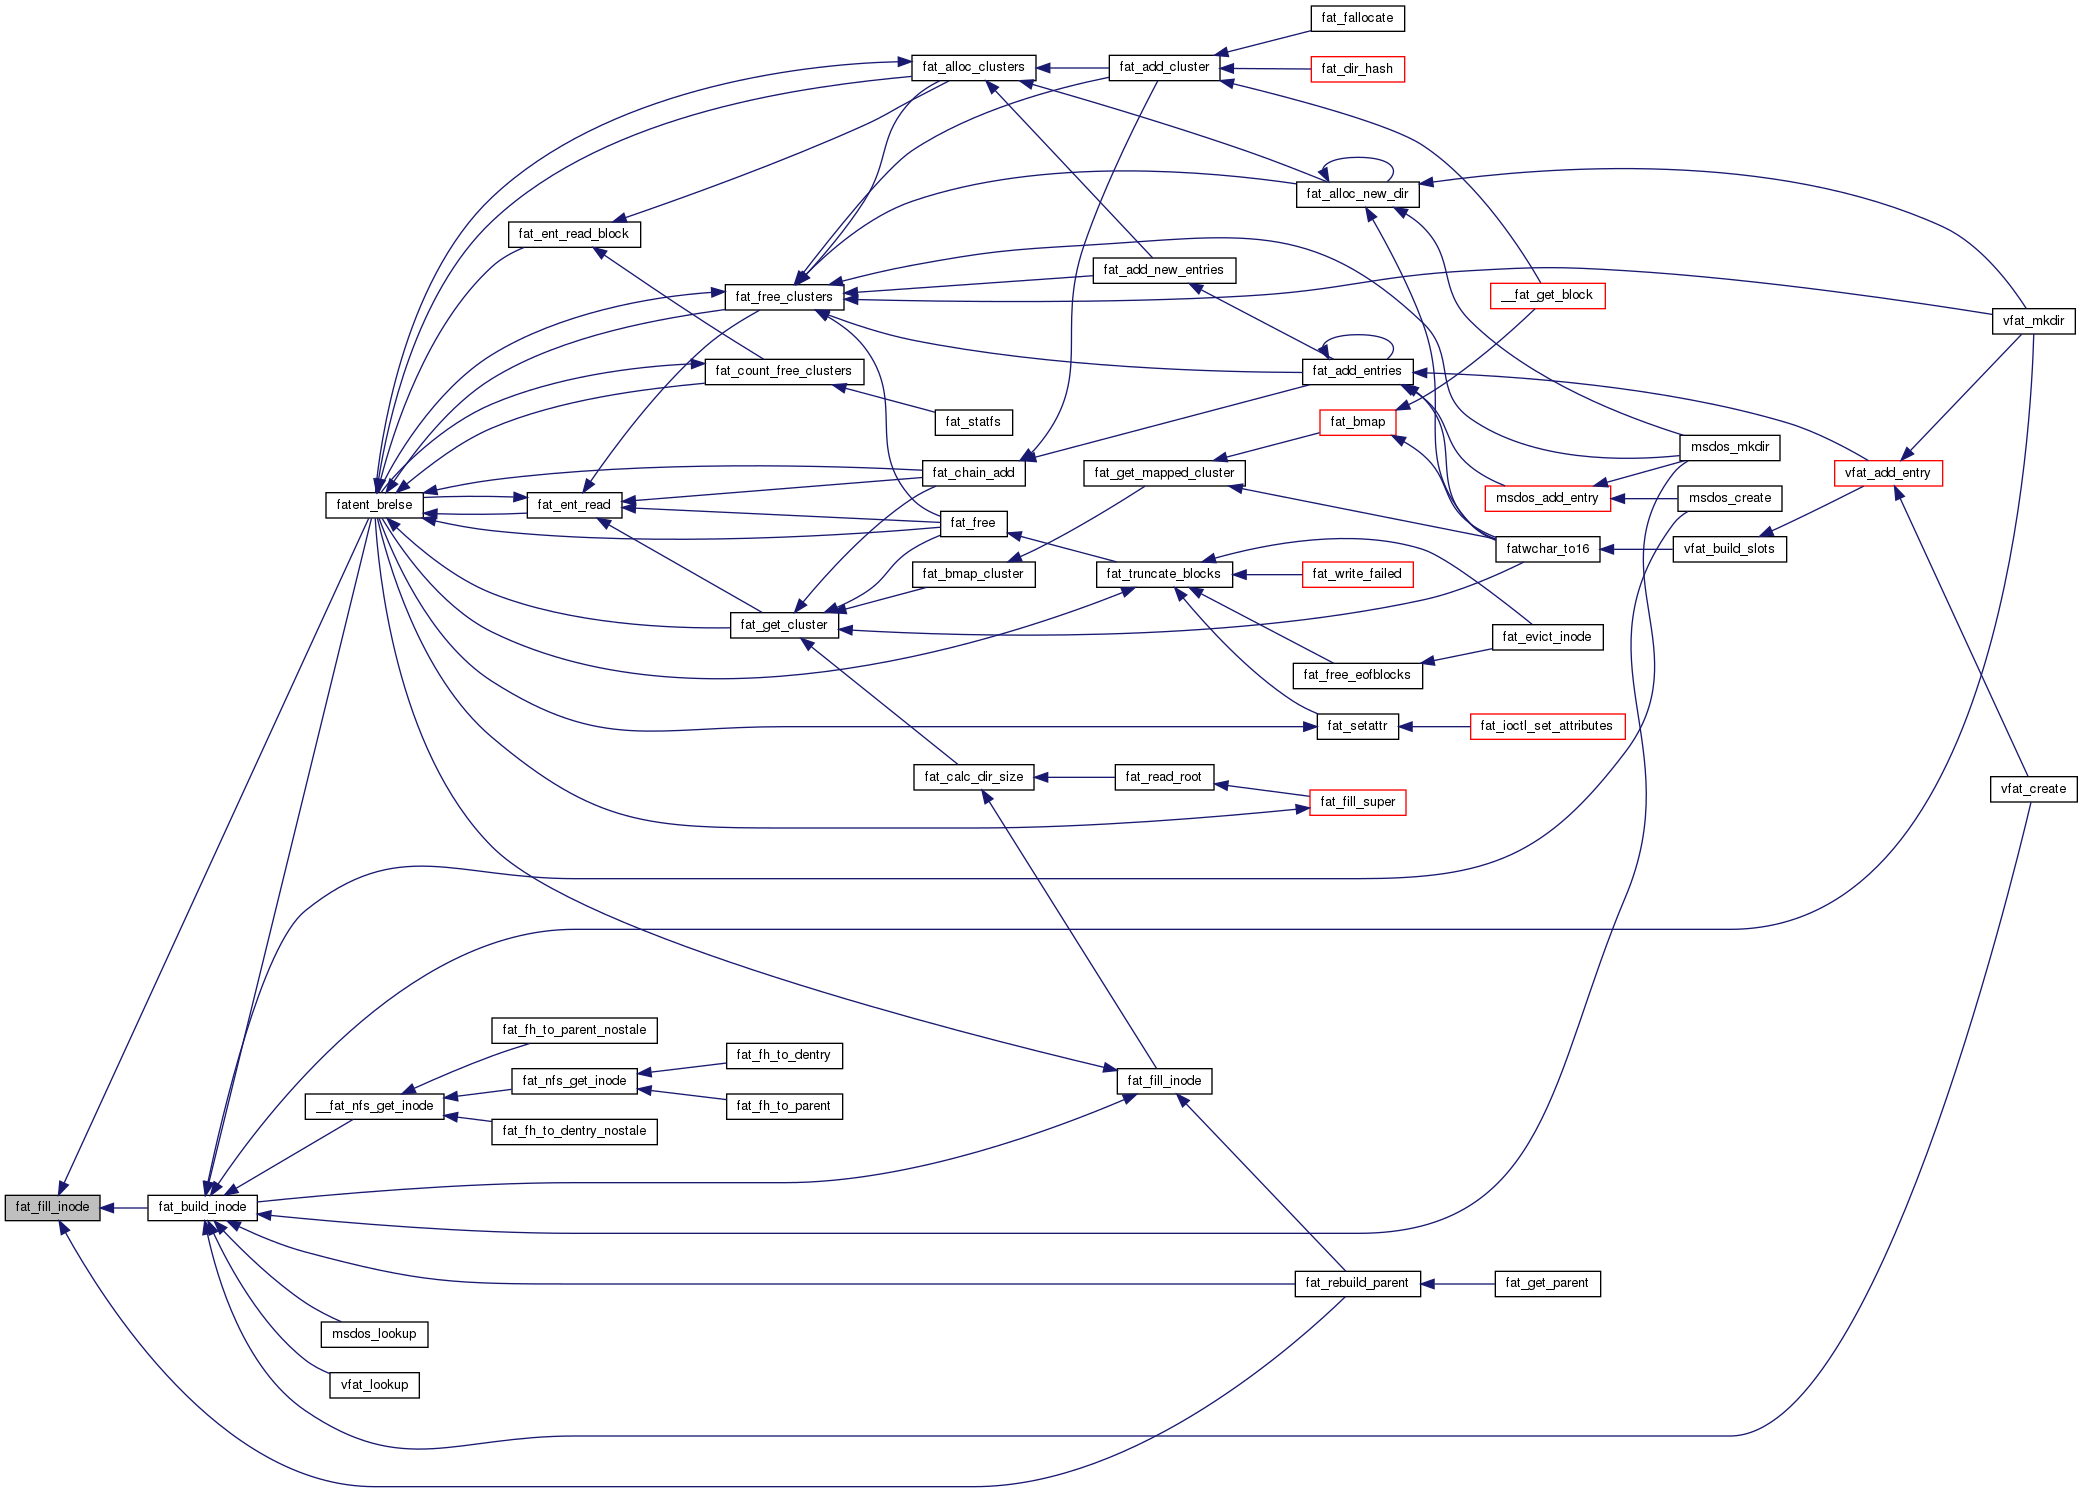 fat_fallocate
fat_alloc_clusters
fat_add_cluster
fat_dir_hash
fat_alloc_new_dir
fat_ent_read_block
fat_add_new_entries
fat_free_clusters
__fat_get_block
vfat_mkdir
fat_count_free_clusters
fat_add_entries
fat_statfs
fat_bmap
msdos_mkdir
fat_chain_add
fat_get_mapped_cluster
vfat_add_entry
fatent_brelse
fat_ent_read
msdos_add_entry
msdos_create
fat_free
fatwchar_to16
vfat_build_slots
fat_bmap_cluster
fat_truncate_blocks
fat_write_failed
fat_get_cluster
fat_evict_inode
fat_free_eofblocks
fat_setattr
fat_ioctl_set_attributes
fat_calc_dir_size
fat_read_root
vfat_create
fat_fill_super
fat_fh_to_parent_nostale
fat_fh_to_dentry
fat_nfs_get_inode
fat_fill_inode
__fat_nfs_get_inode
fat_fh_to_parent
fat_fh_to_dentry_nostale
fat_fill_inode
fat_build_inode
fat_rebuild_parent
fat_get_parent
msdos_lookup
vfat_lookup